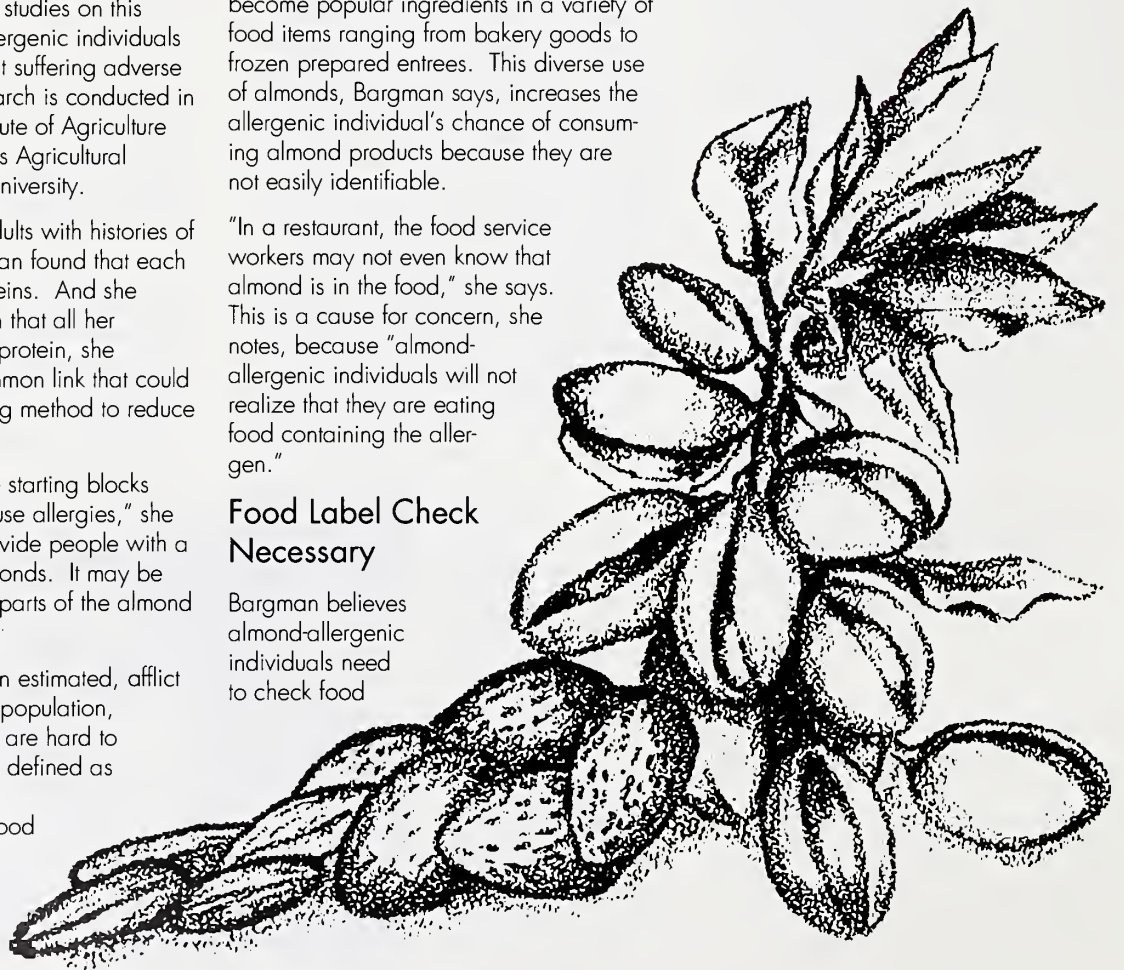 studies on this
ergenic individuals
t suffering adverse
arch is conducted in
ute of Agriculture
s Agricultural
niversity.
dults with histories of
an found that each
eins. And she
n that all her
protein, she
mmon link that could
g method to reduce
starting blocks
use allergies," she
vide people with a
onds. It may be
parts of the almond
n estimated, afflict
population,
are hard to
defined as
ood
become popular ingredients in a variety of
food items ranging from bakery goods to
frozen prepared entrees. This diverse use
of almonds, Bargman says, increases the
allergenic individual's chance of consum-
ing almond products because they are
not easily identifiable.
"In a restaurant, the food service
workers may not even know that
almond is in the food," she says.
This is a cause for concern, she
notes, because "almond-
allergenic individuals will not
realize that they are eating
food containing the aller-
gen."
Food Label Check
Necessary
Bargman believes
almond-allergenic
individuals need
to check food